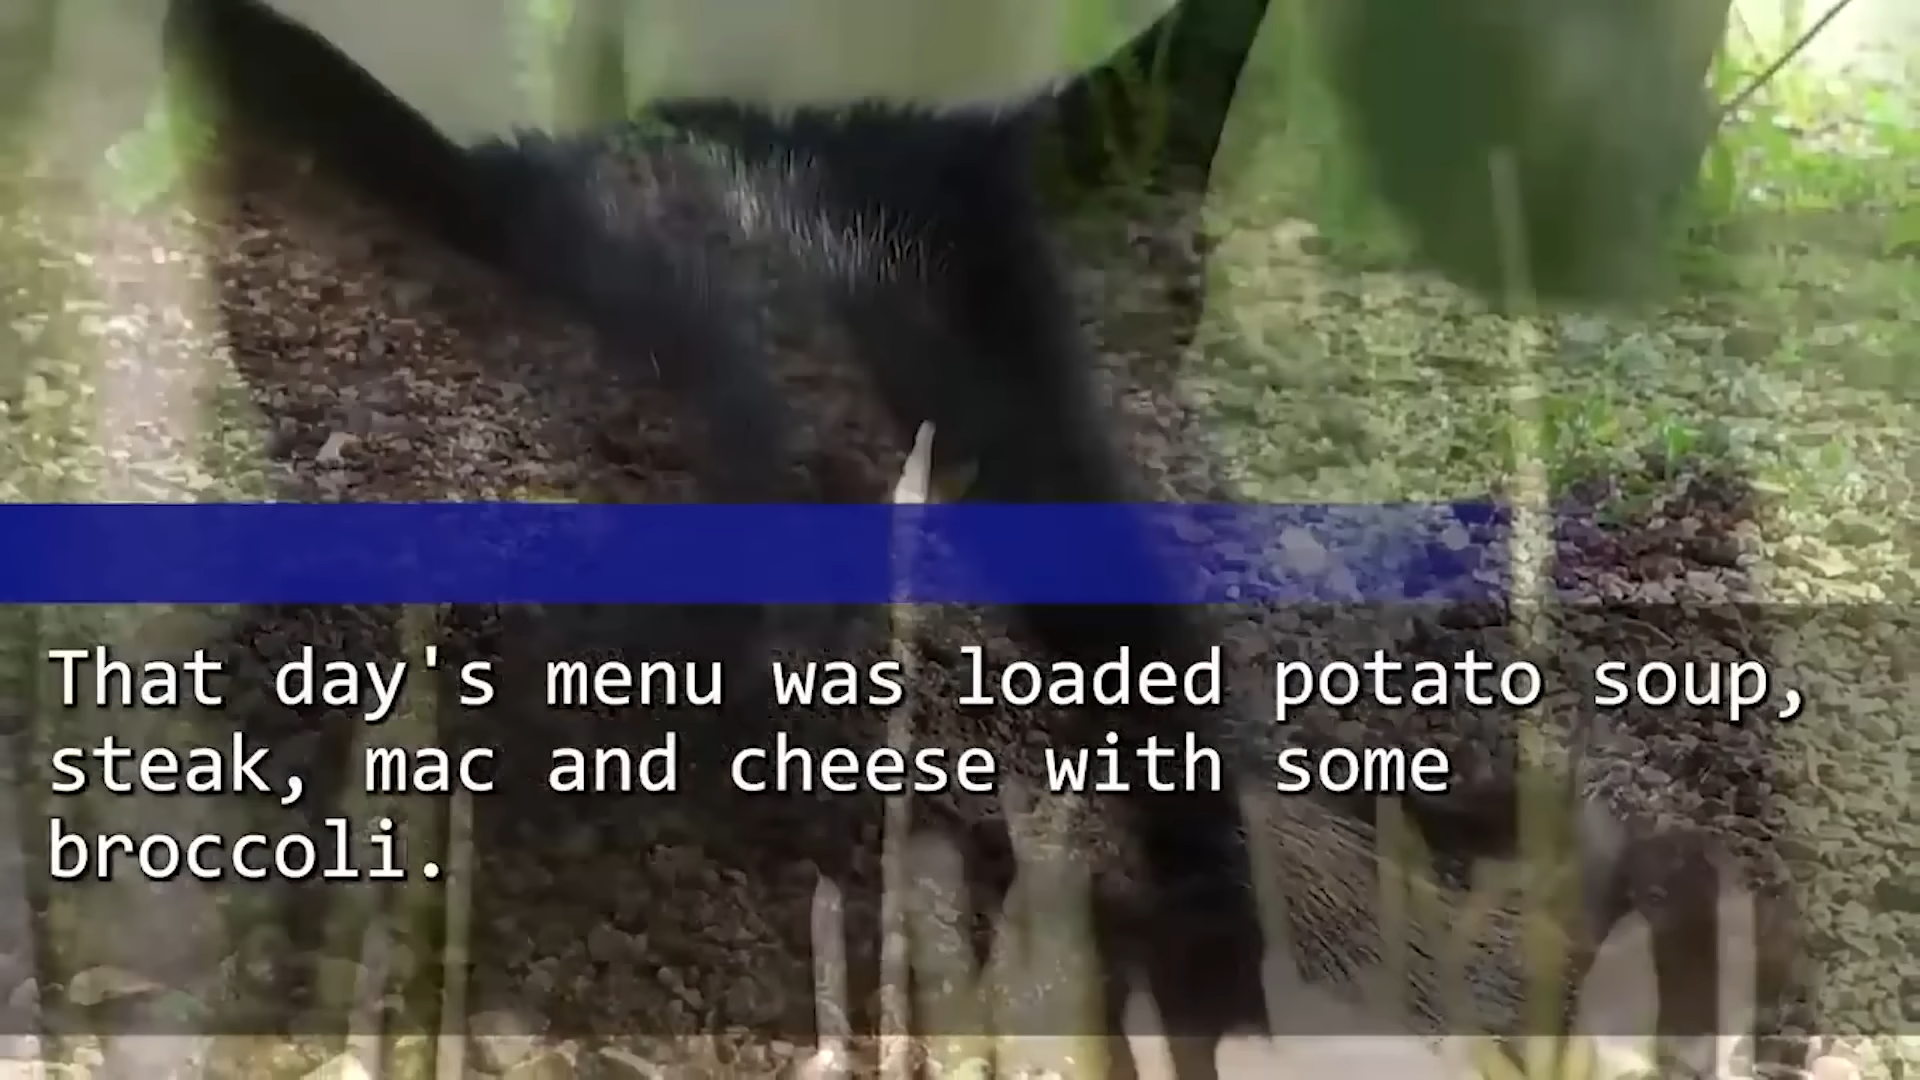 That day's menu was loaded potato soup,
steak, mac and cheese with some
broccoli.